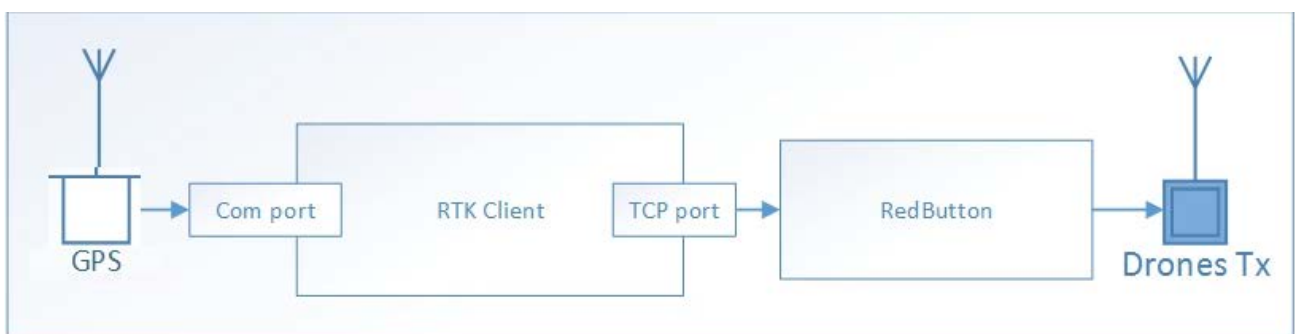 GPS
Com port
RTK Client
TCP port
RedButton
Drones Tx